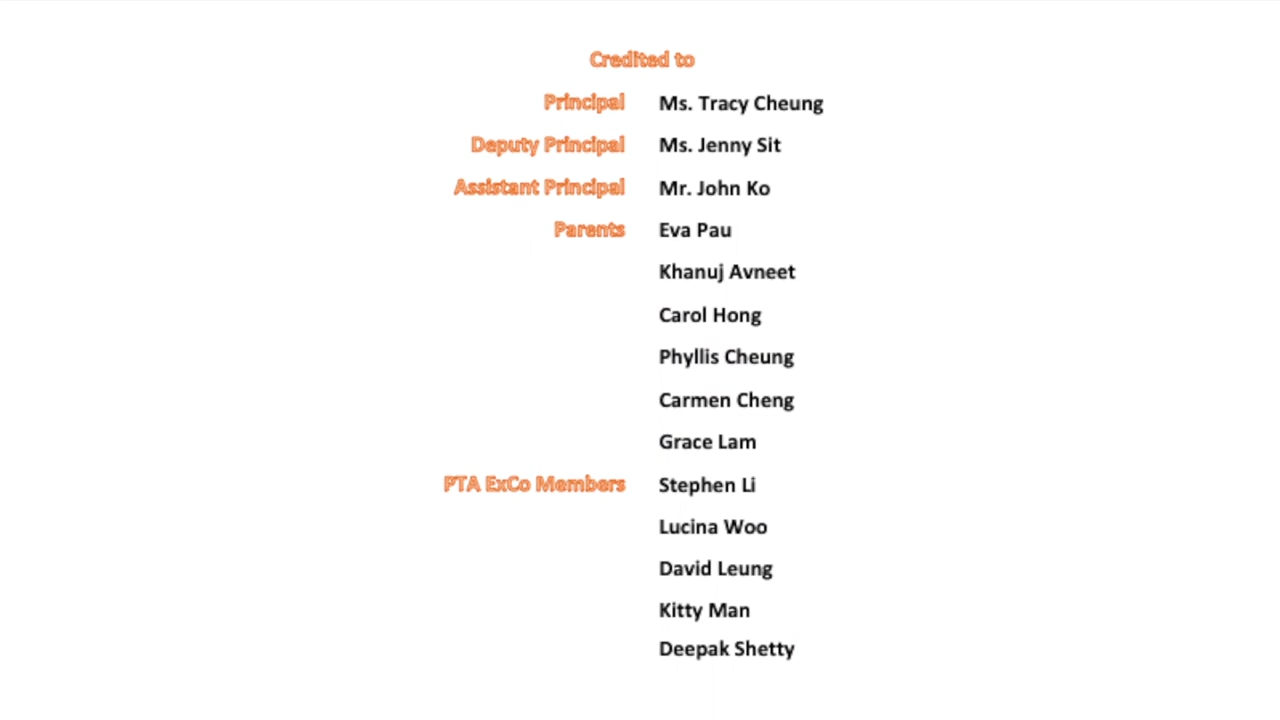 Credited to
Principal Ms. Tracy Cheung
Deputy Principal Ms. Jenny Sit
Assistant Principal Mr. John Ko
Parents Eva Pau
Khanuj Avneet
Carol Hong
Phyllis Cheung
Carmen Cheng
Grace Lam
PTA ExCo Members Stephen Li
Lucina Woo
David Leung
Kitty Man
Deepak Shetty